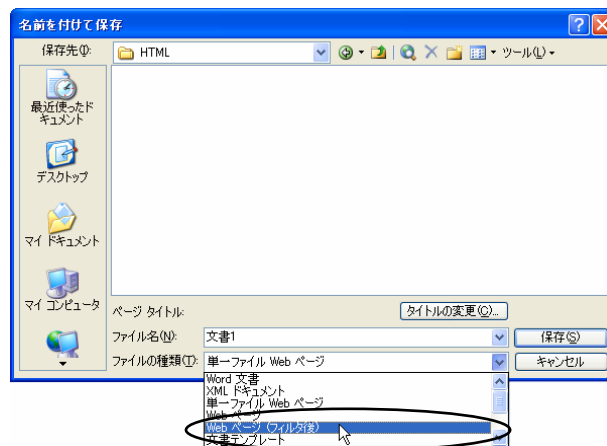 名前を付けて保存
保存先(I):
HTML
ツール(L)
最近使ったド
キュメント
デスクトップ
マイ ドキュメント
マイ コンピュータ
ページ タイトル:
タイトルの変更(C)...
ファイル名(N):
文書1
保存(S)
ファイルの種類(T):
単一ファイル Web ページ
キャンセル
Word 文書
XML ドキュメント
単一ファイル Web ページ
Web ページ
Web ページ (フィルタ後)
文書テンプレート